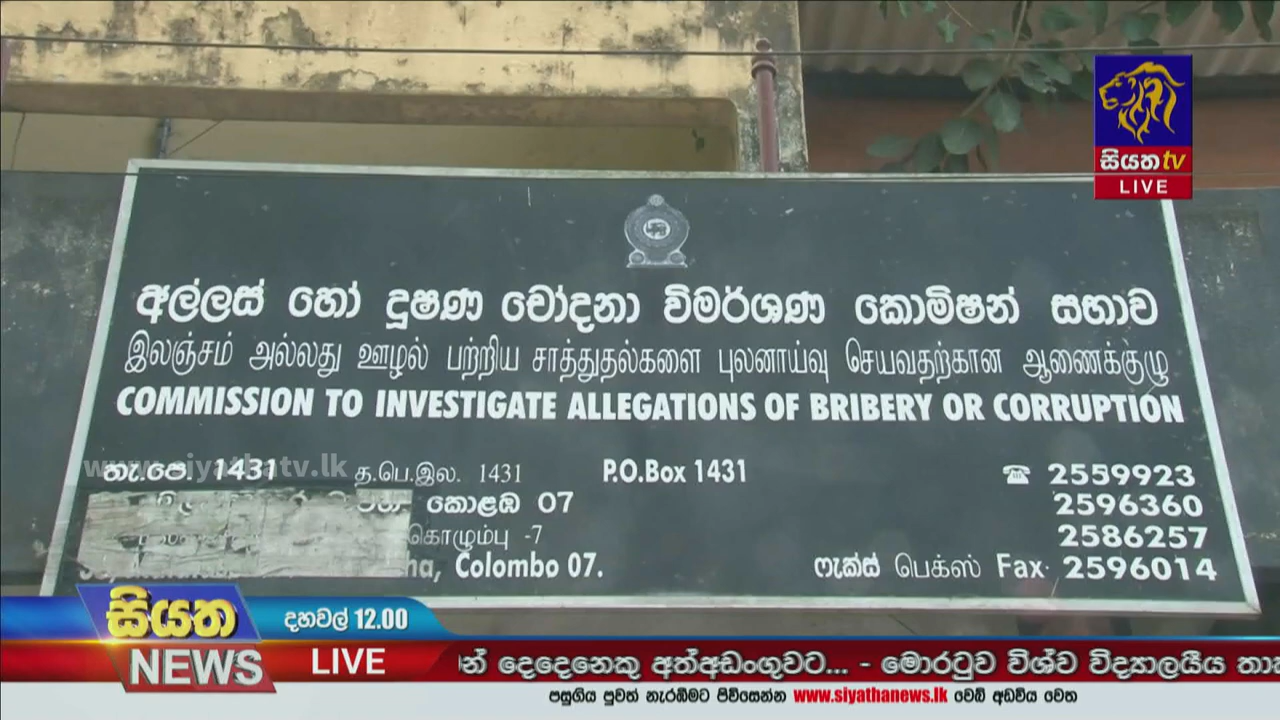 සියත tv
LIVE
අල්ලස් හෝ දූෂණ චෝදනා විමර්ශණ කොමිෂන් සභාව
இலஞ்சம் அல்லது ஊழல் பற்றிய சாத்துதல்களை புலனாய்வு செய்வதற்கான ஆணைக்குழு
COMMISSION TO INVESTIGATE ALLEGATIONS OF BRIBERY OR CORRUPTION
www.siyathatv.lk
තැ.පෙ. 1431 த.பெ.இல. 1431 P.O.Box 1431 ☎ 2559923
කොළඹ 07 2596360
கொழும்பு -7 2586257
Colombo 07. ෆැක්ස් பெக்ஸ் Fax 2596014
සියත දහවල් 12.00
NEWS LIVE දෙදෙනෙකු අත්අඩංගුවට... - මොරටුව විශ්ව විද්‍යාලයීය
පසුගිය පුවත් නැරඹීමට පිවිසෙන්න www.siyathanews.lk වෙබ් අඩවිය වෙත